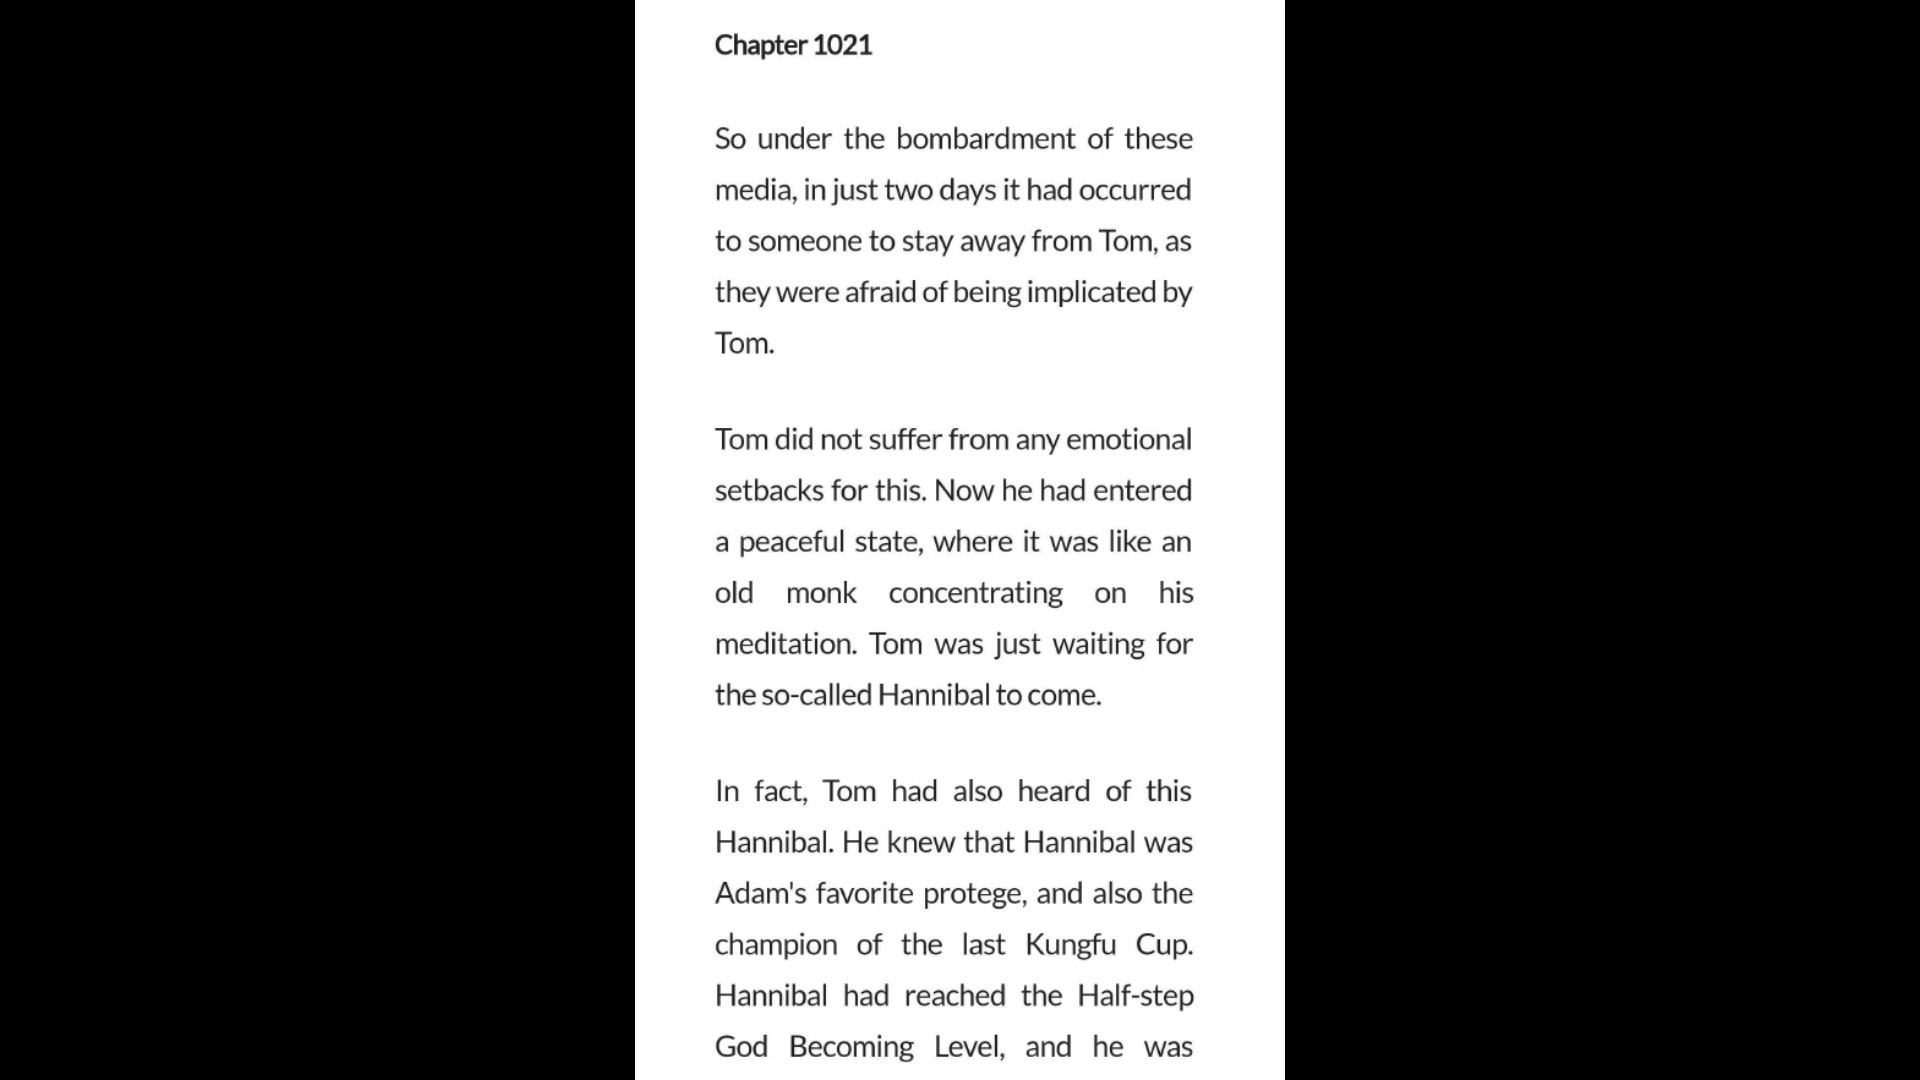 Chapter 1021
So under the bombardment of these
media, in just two days it had occurred
to someone to stay away from Tom, as
they were afraid of being implicated by
Tom.
Tom did not suffer from any emotional
setbacks for this. Now he had entered
a peaceful state, where it was like an
old monk concentrating on his
meditation. Tom was just waiting for
the so-called Hannibal to come.
In fact, Tom had also heard of this
Hannibal. He knew that Hannibal was
Adam's favorite protege, and also the
champion of the last Kungfu Cup.
Hannibal had reached the Half-step
God Becoming Level, and he was